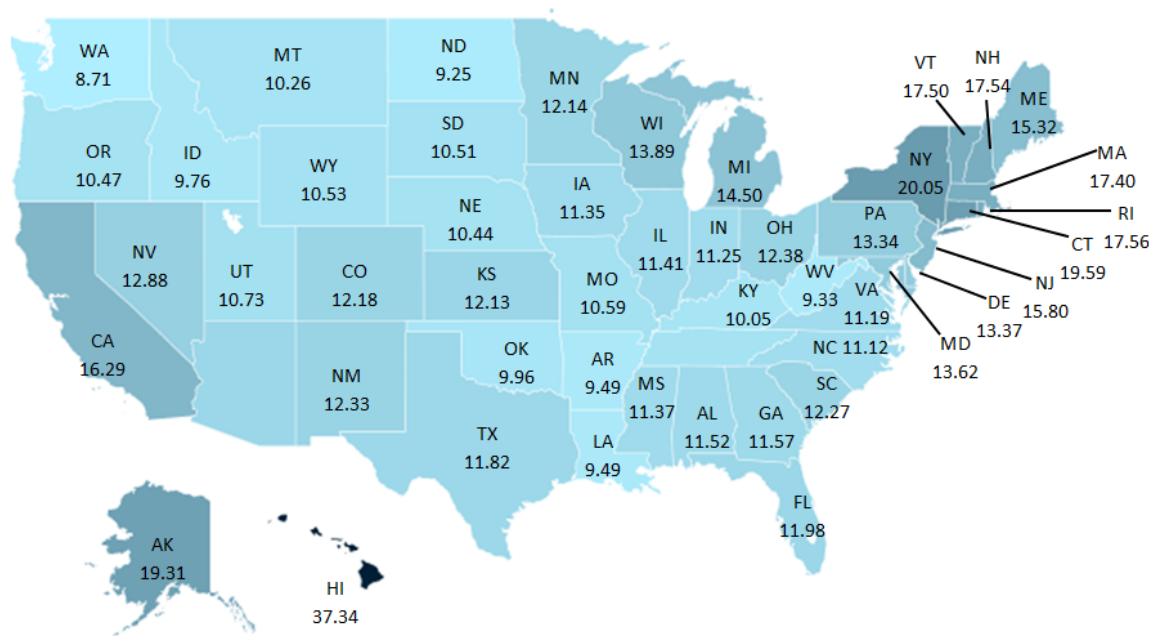 WA
8.71
MT
10.26
ND
9.25
MN
12.14
VT
17.50
NH
17.54
ME
15.32
OR
10.47
ID
9.76
WY
10.53
SD
10.51
WI
13.89
MI
14.50
NY
20.05
MA
17.40
RI
17.56
CT
19.59
NJ
15.80
DE
13.37
MD
13.62
NV
12.88
UT
10.73
CO
12.18
NE
10.44
KS
12.13
IA
11.35
MO
10.59
IL
11.41
IN
11.25
OH
12.38
PA
13.34
WV
9.33
VA
11.19
KY
10.05
NC 11.12
CA
16.29
NM
12.33
OK
9.96
AR
9.49
MS
11.37
AL
11.52
GA
11.57
SC
12.27
TX
11.82
LA
9.49
FL
11.98
AK
19.31
HI
37.34